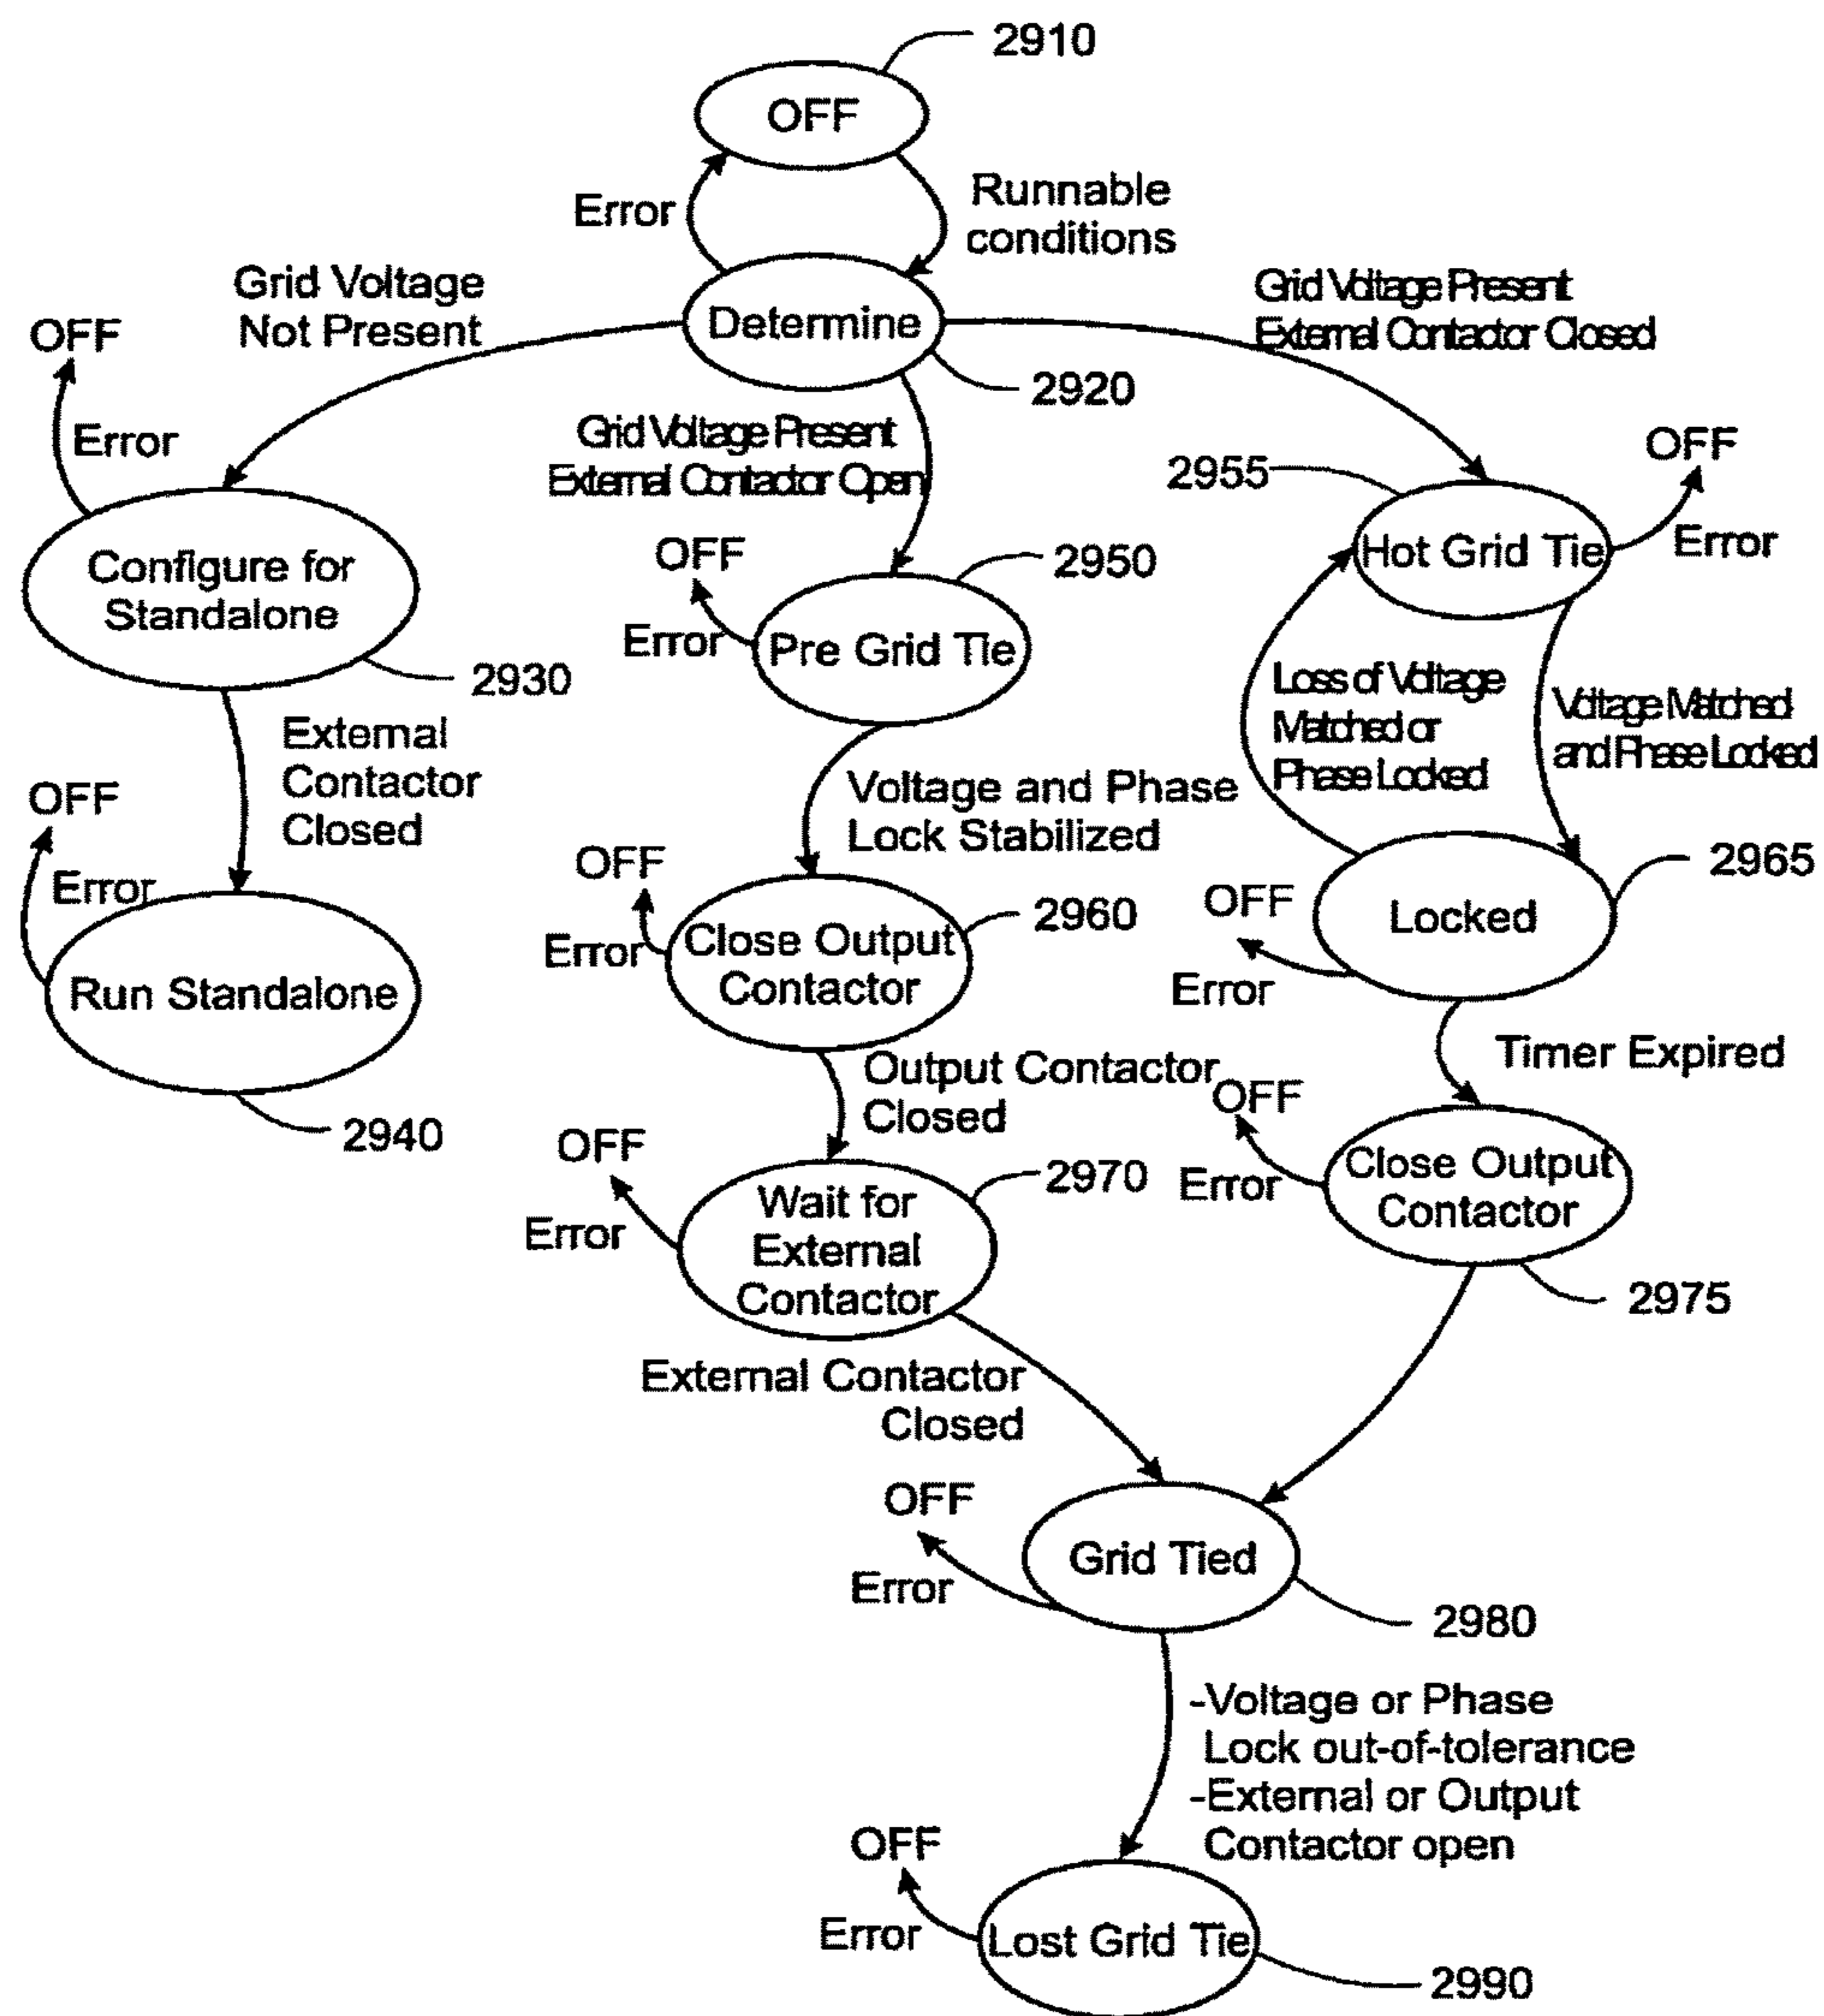 2910
OFF
Error
Runnable
conditions
Grid Voltage
Not Present
Determine
2920
Grid Voltage Present
External Contactor Closed
OFF
Error
Grid Voltage Present
External Contactor Open
2955
OFF
Error
Hot Grid Tie
Configure for
Standalone
2930
OFF
Error
2950
Pre Grid Tie
Loss of Voltage
Matched or
Phase Locked
Voltage Matched
and Phase Locked
External
Contactor
Closed
OFF
Error
Run Standalone
2940
Voltage and Phase
Lock Stabilized
OFF
Error
Close Output
Contactor
2960
2965
OFF
Error
Locked
Timer Expired
Output Contactor
Closed
OFF
Error
Close Output
Contactor
2975
OFF
Error
2970
Wait for
External
Contactor
External Contactor
Closed
OFF
Error
Grid Tied
2980
-Voltage or Phase
Lock out-of-tolerance
-External or Output
Contactor open
OFF
Error
Lost Grid Tie
2990